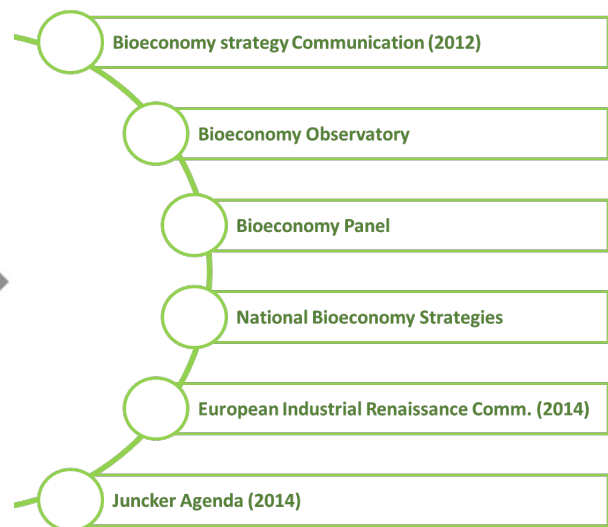 Bioeconomy strategy Communication (2012)
Bioeconomy Observatory
Bioeconomy Panel
National Bioeconomy Strategies
European Industrial Renaissance Comm. (2014)
Juncker Agenda (2014)